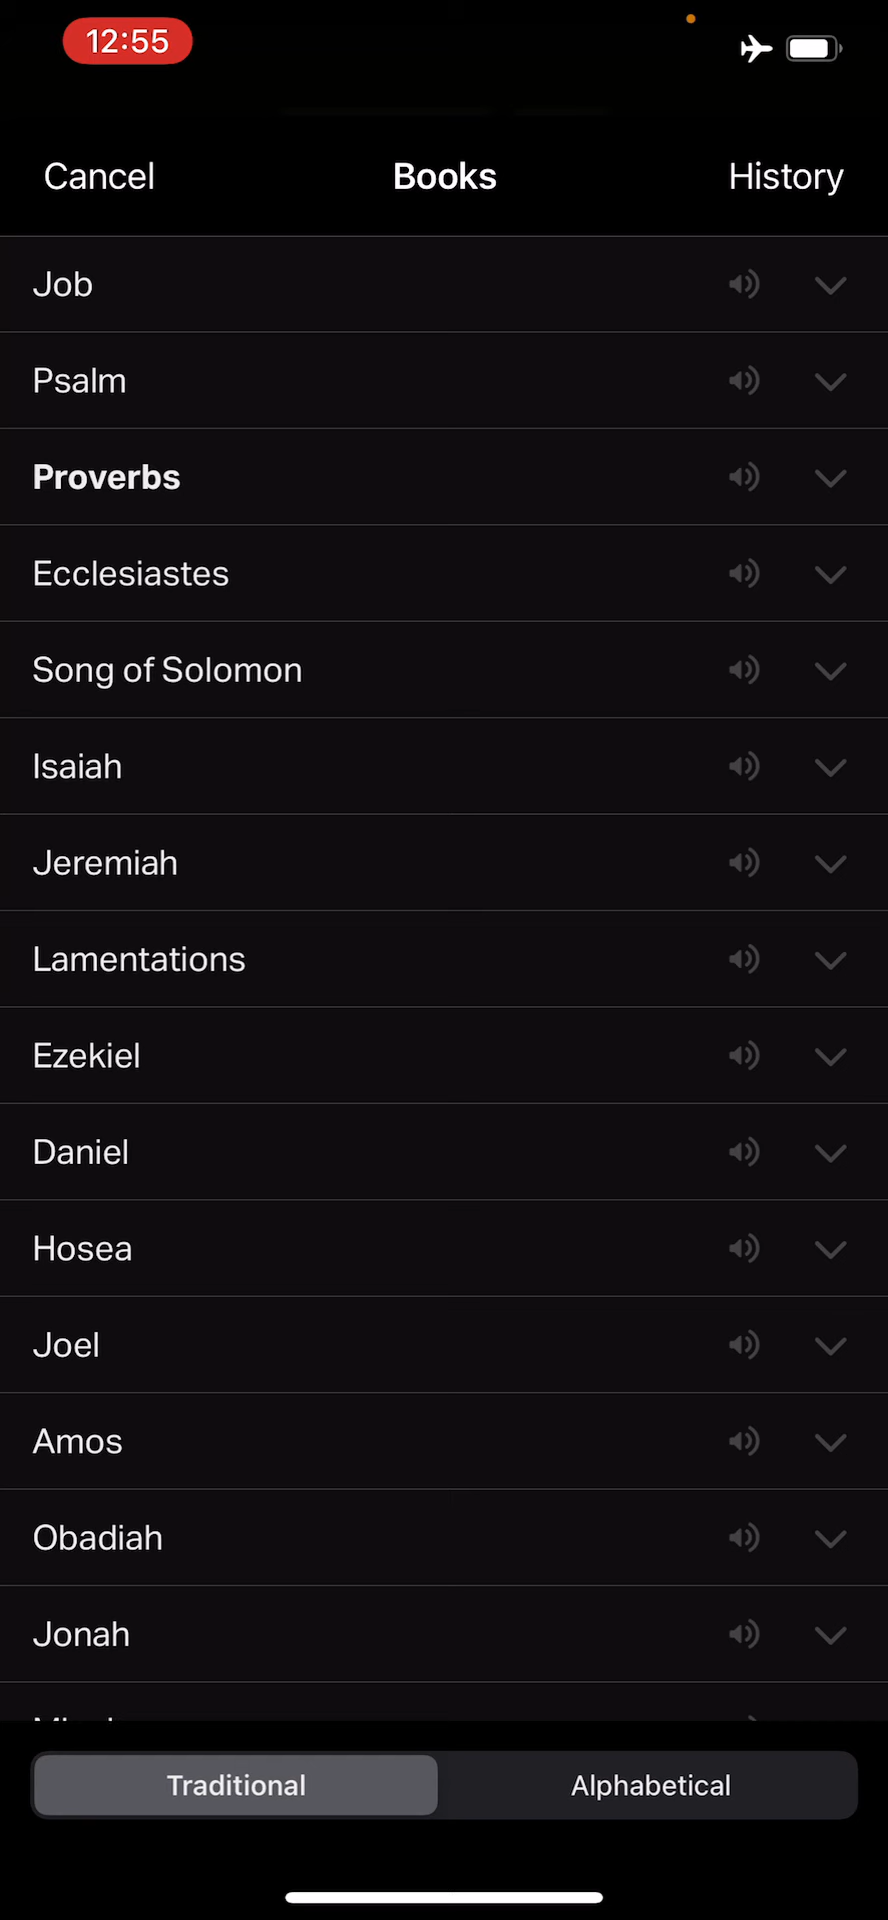 12:55
Cancel Books History
Job
Psalm
Proverbs
Ecclesiastes
Song of Solomon
Isaiah
Jeremiah
Lamentations
Ezekiel
Daniel
Hosea
Joel
Amos
Obadiah
Jonah
Traditional Alphabetical